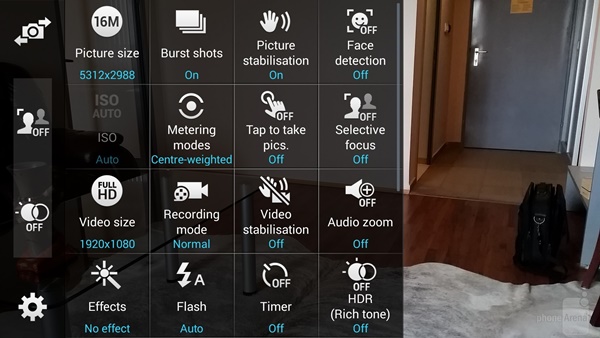 16M
Picture size
5312x2988
Burst shots
On
Picture
stabilisation
On
OFF
Face
detection
Off
OFF
ISO
AUTO
ISO
Auto
Metering
modes
Centre-weighted
OFF
Tap to take
pics.
Off
OFF
Selective
focus
Off
OFF
FULL
HD
Video size
1920x1080
Recording
mode
Normal
Video
stabilisation
Off
Audio zoom
Off
Effects
No effect
A
Flash
Auto
OFF
Timer
Off
OFF
HDR
(Rich tone)
Off
phoneArena